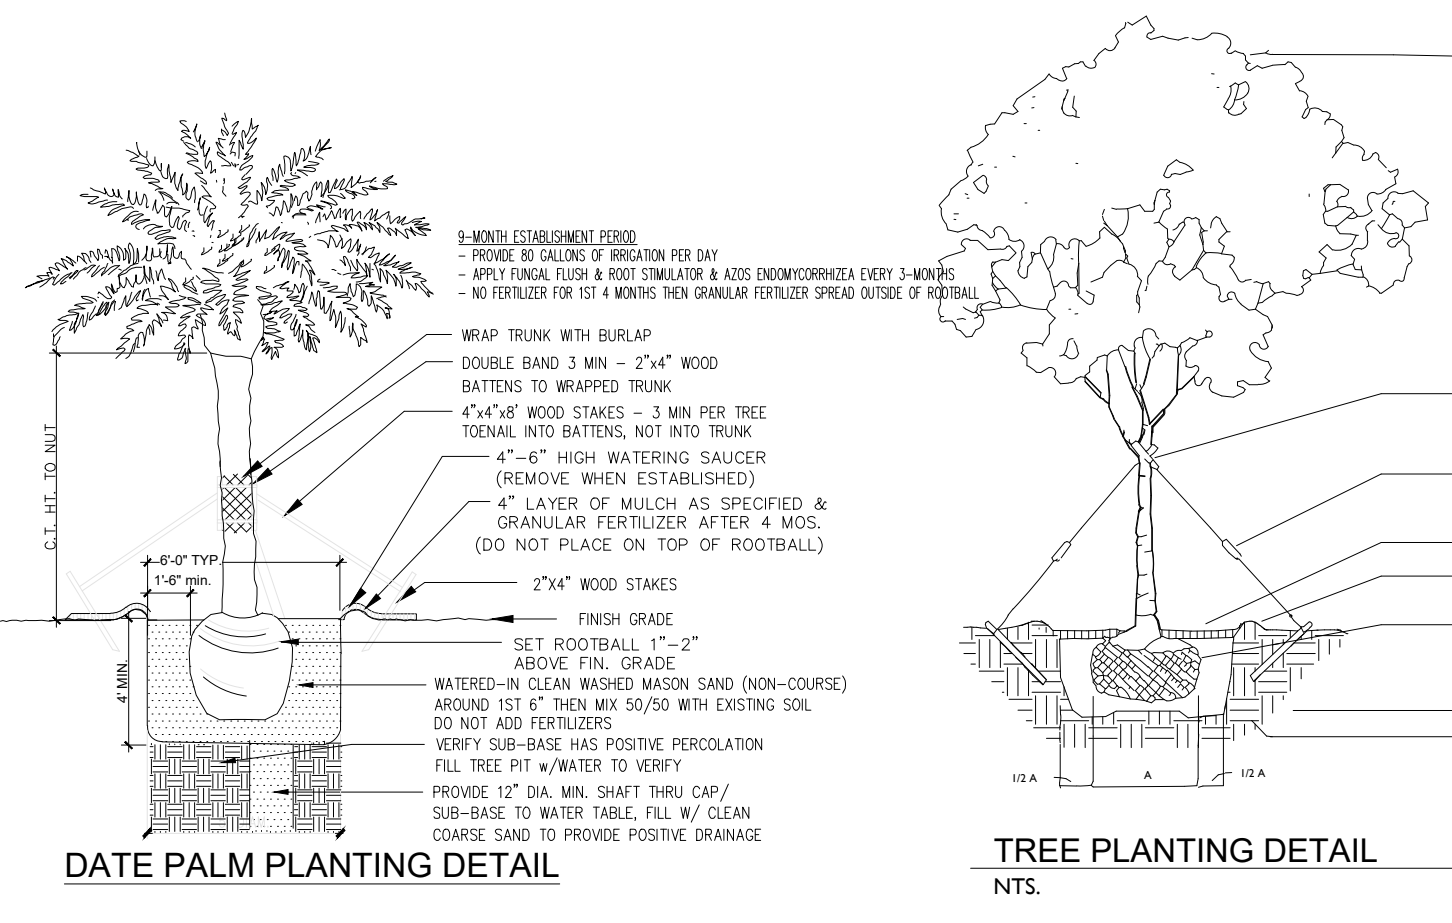 9-MONTH ESTABLISHMENT PERIOD
- PROVIDE 80 GALLONS OF IRRIGATION PER DAY
- APPLY FUNGAL FLUSH & ROOT STIMULATOR & AZOS ENDOMYCORRHIZEA EVERY 3-MONTHS
- NO FERTILIZER FOR 1ST 4 MONTHS THEN GRANULAR FERTILIZER SPREAD OUTSIDE OF ROOTBALL
WRAP TRUNK WITH BURLAP
DOUBLE BAND 3 MIN - 2"x4" WOOD
BATTENS TO WRAPPED TRUNK
4"x4"x8' WOOD STAKES - 3 MIN PER TREE
TOENAIL INTO BATTENS, NOT INTO TRUNK
4"-6" HIGH WATERING SAUCER
(REMOVE WHEN ESTABLISHED)
4" LAYER OF MULCH AS SPECIFIED &
GRANULAR FERTILIZER AFTER 4 MOS.
(DO NOT PLACE ON TOP OF ROOTBALL)
2"X4" WOOD STAKES
FINISH GRADE
SET ROOTBALL 1"-2"
ABOVE FIN. GRADE
WATERED-IN CLEAN WASHED MASON SAND (NON-COURSE)
AROUND 1ST 6" THEN MIX 50/50 WITH EXISTING SOIL
DO NOT ADD FERTILIZERS
VERIFY SUB-BASE HAS POSITIVE PERCOLATION
FILL TREE PIT w/WATER TO VERIFY
PROVIDE 12" DIA. MIN. SHAFT THRU CAP/
SUB-BASE TO WATER TABLE, FILL W/ CLEAN
COARSE SAND TO PROVIDE POSITIVE DRAINAGE
C.T. HT. TO NUT
6'-0" TYP.
1'-6" min.
4' MIN.
DATE PALM PLANTING DETAIL
1/2 A
A
1/2 A
TREE PLANTING DETAIL
NTS.